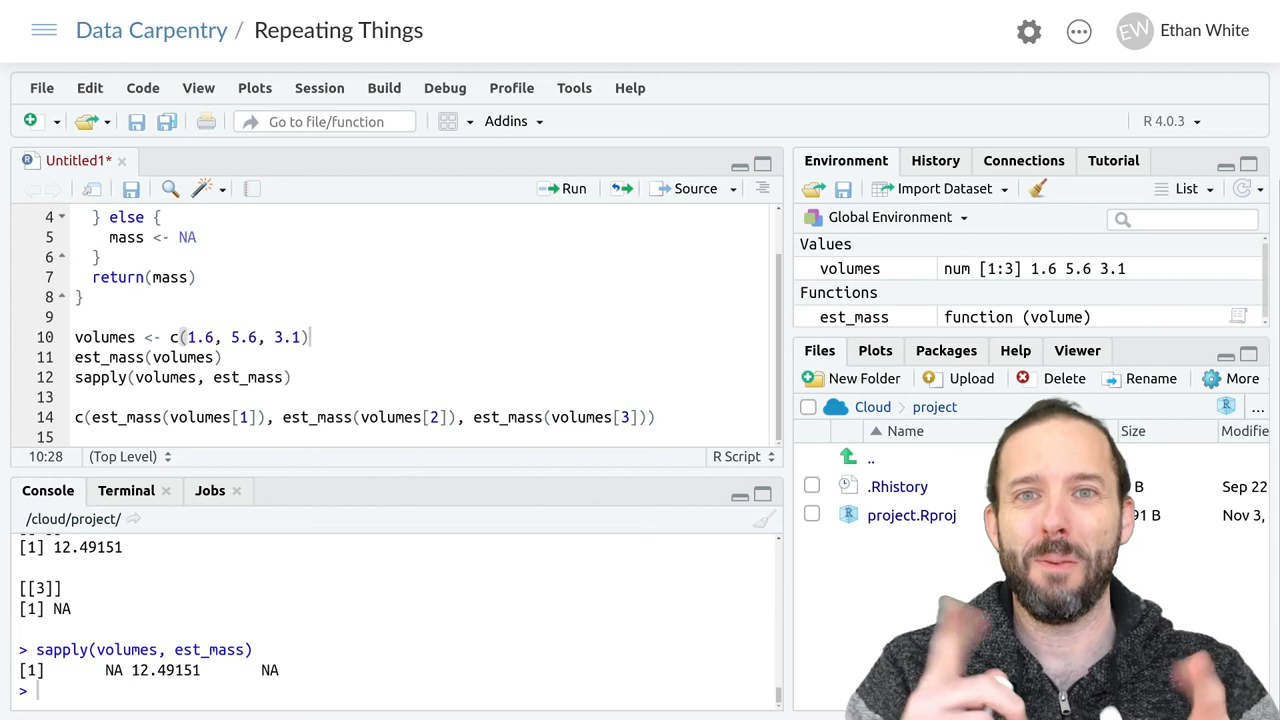 Data Carpentry / Repeating Things
EW Ethan White
File Edit Code View Plots Session Build Debug Profile Tools Help
Go to file/function
Addins
R 4.0.3
Untitled1*
Run
Source
4 } else {
5 mass <- NA
6 }
7 return(mass)
8 }
9
10 volumes <- c(1.6, 5.6, 3.1)
11 est_mass(volumes)
12 sapply(volumes, est_mass)
13
14 c(est_mass(volumes[1]), est_mass(volumes[2]), est_mass(volumes[3]))
15
10:28 (Top Level) R Script
Console Terminal Jobs
/cloud/project/
[1] 12.49151
[[3]]
[1] NA
> sapply(volumes, est_mass)
[1] NA 12.49151 NA
>
Environment History Connections Tutorial
Import Dataset
List
Global Environment
Values
volumes num [1:3] 1.6 5.6 3.1
Functions
est_mass function (volume)
Files Plots Packages Help Viewer
New Folder Upload Delete Rename More
Cloud project R ...
Name Size Modifie
..
.Rhistory B Sep 22
project.Rproj 91 B Nov 3,